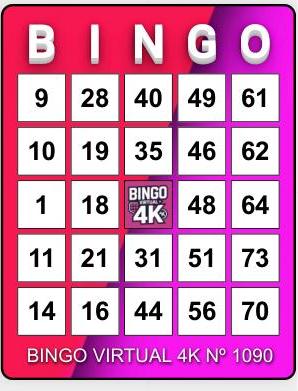 B I N G O
9 28 40 49 61
10 19 35 46 62
1 18 BINGO VIRTUAL 4K 48 64
11 21 31 51 73
14 16 44 56 70
BINGO VIRTUAL 4K Nº 1090